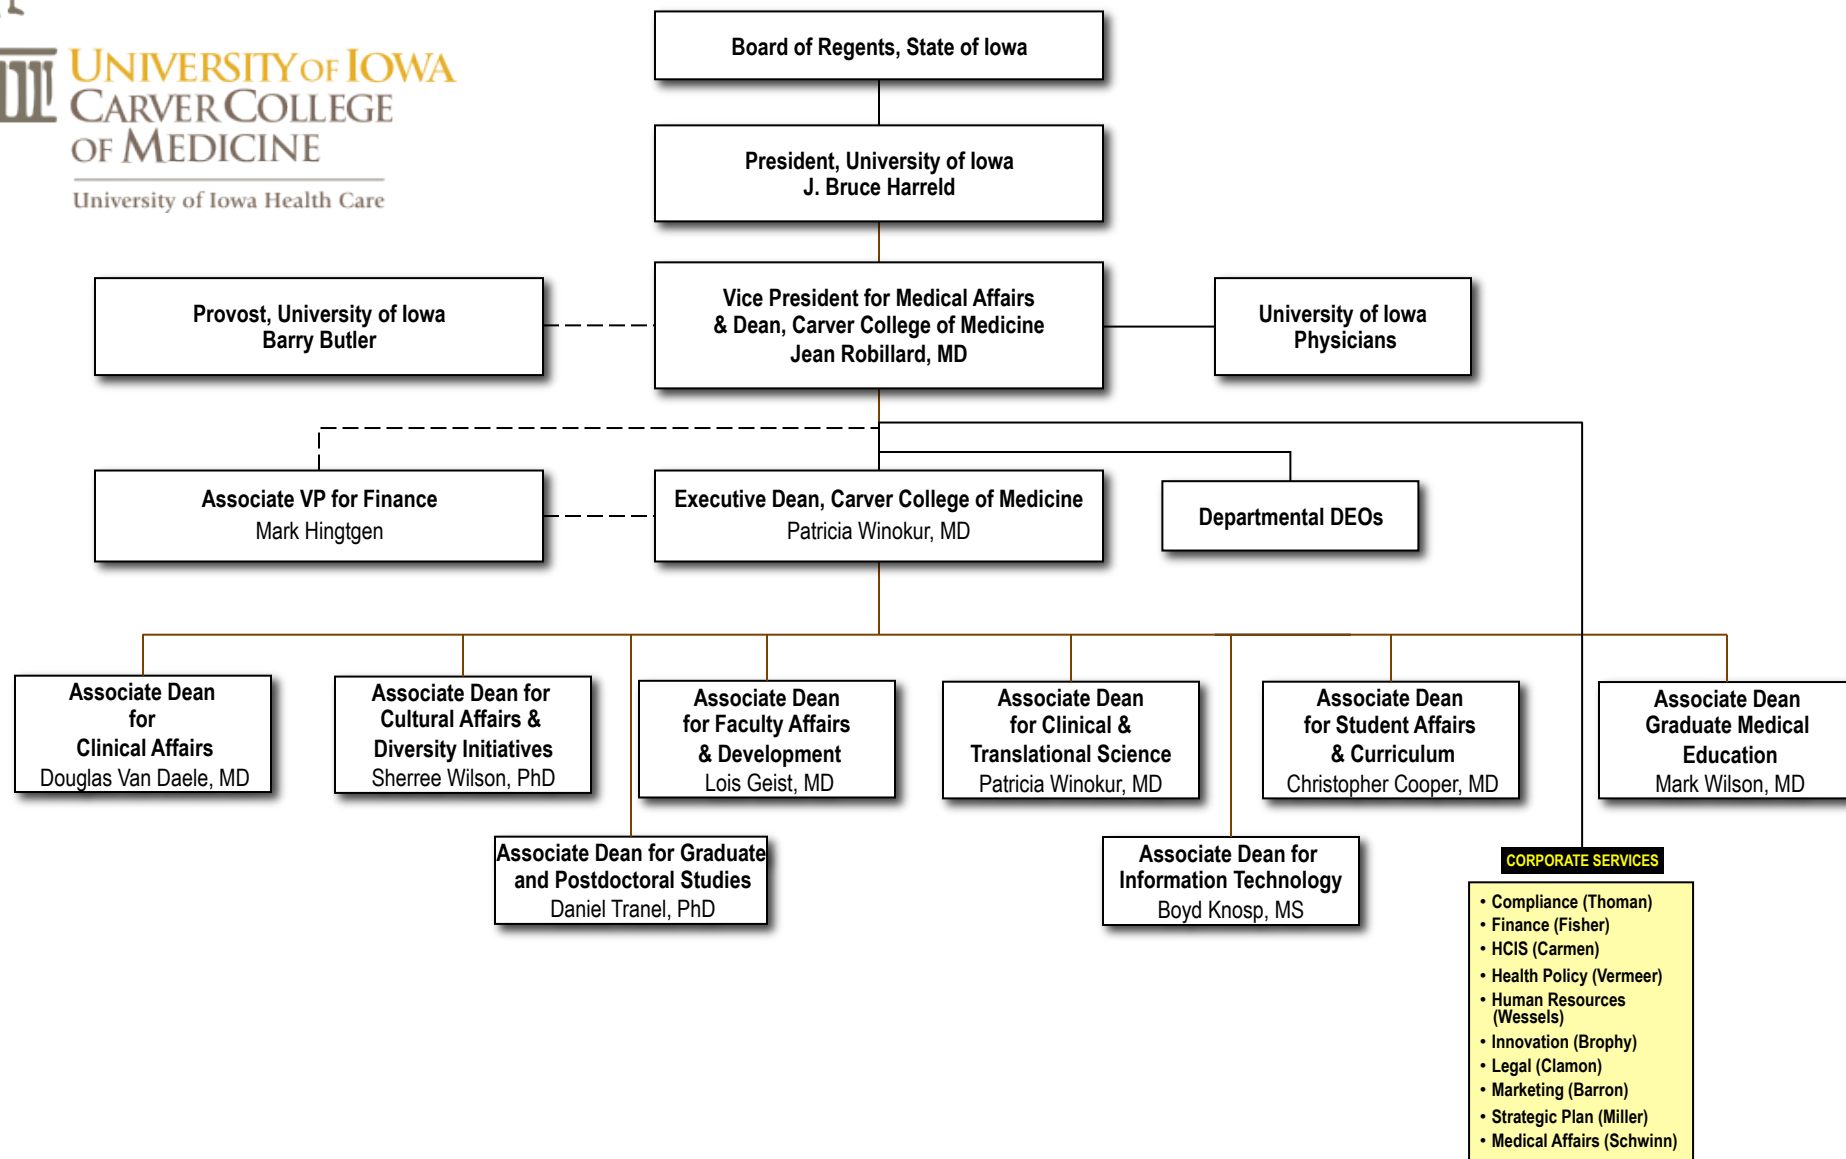 UNIVERSITY OF IOWA
CARVER COLLEGE
OF MEDICINE
University of Iowa Health Care
Board of Regents, State of Iowa
President, University of Iowa
J. Bruce Harreld
Provost, University of Iowa
Barry Butler
Vice President for Medical Affairs
& Dean, Carver College of Medicine
Jean Robillard, MD
University of Iowa
Physicians
Associate VP for Finance
Mark Hingtgen
Executive Dean, Carver College of Medicine
Patricia Winokur, MD
Departmental DEOs
Associate Dean
for
Clinical Affairs
Douglas Van Daele, MD
Associate Dean for
Cultural Affairs &
Diversity Initiatives
Sherree Wilson, PhD
Associate Dean
for Faculty Affairs
& Development
Lois Geist, MD
Associate Dean
for Clinical &
Translational Science
Patricia Winokur, MD
Associate Dean
for Student Affairs
& Curriculum
Christopher Cooper, MD
Associate Dean
Graduate Medical
Education
Mark Wilson, MD
Associate Dean for Graduate
and Postdoctoral Studies
Daniel Tranel, PhD
Associate Dean for
Information Technology
Boyd Knosp, MS
CORPORATE SERVICES
• Compliance (Thoman)
• Finance (Fisher)
• HCIS (Carmen)
• Health Policy (Vermeer)
• Human Resources
(Wessels)
• Innovation (Brophy)
• Legal (Clamon)
• Marketing (Barron)
• Strategic Plan (Miller)
• Medical Affairs (Schwinn)